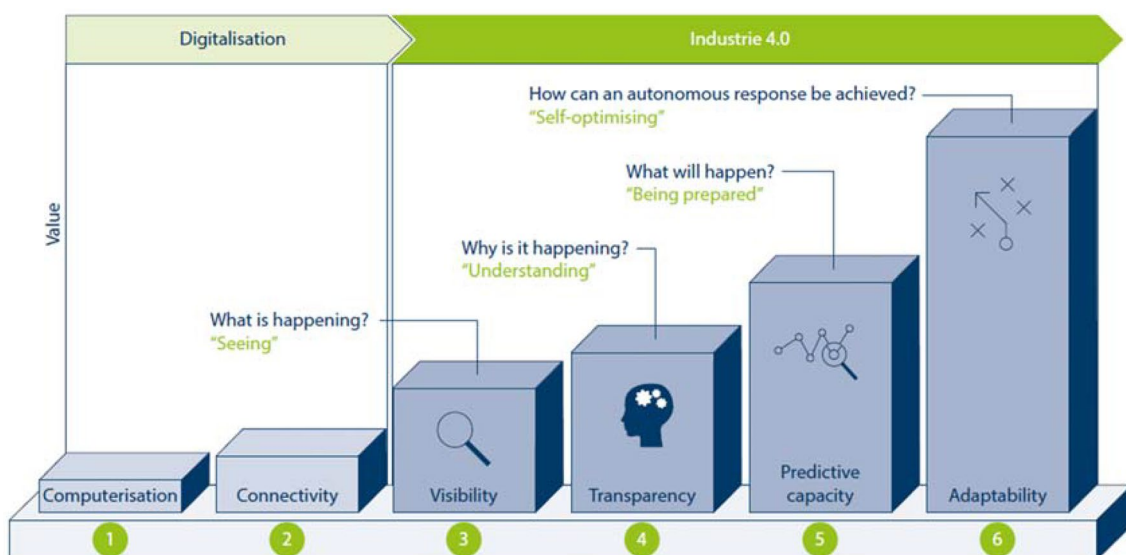 Digitalisation
Industrie 4.0
How can an autonomous response be achieved?
“Self-optimising”
What will happen?
“Being prepared”
Why is it happening?
“Understanding”
What is happening?
“Seeing”
Value
Computerisation
Connectivity
Visibility
Transparency
Predictive
capacity
Adaptability
1
2
3
4
5
6